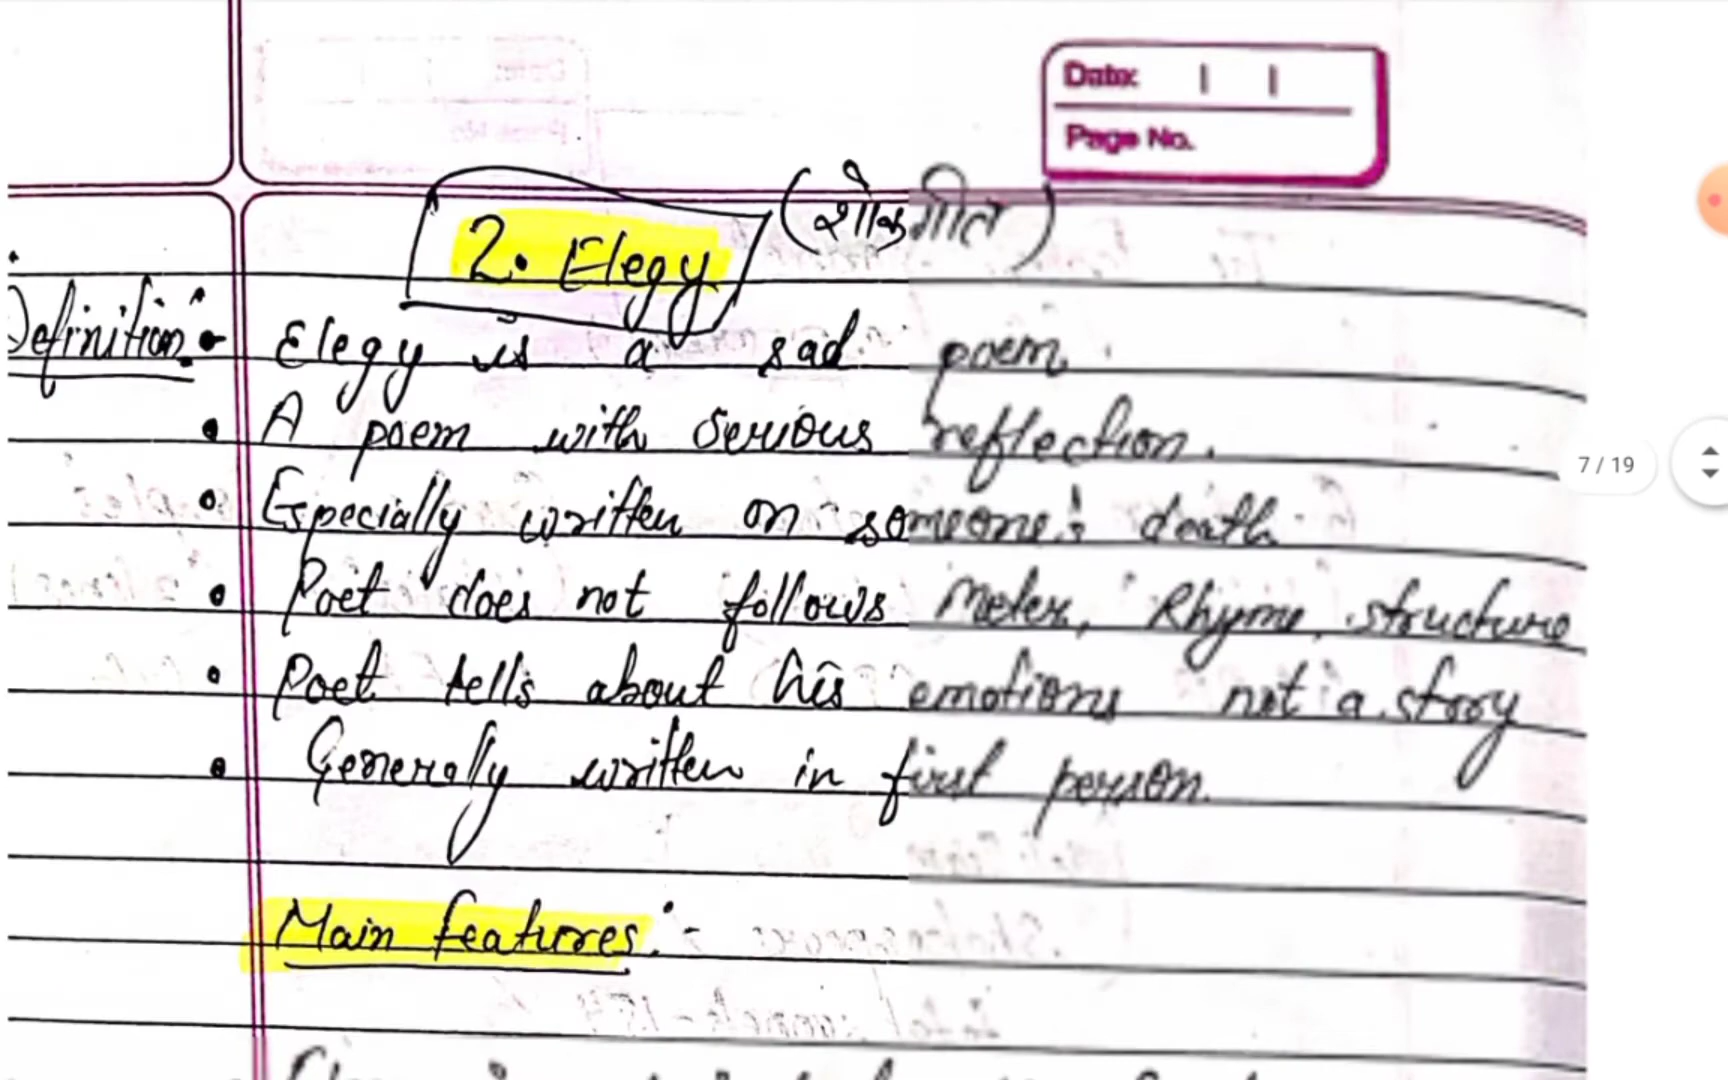 Date:
Page No.
2. Elegy (शोकगीत)
Definition:- Elegy is a sad poem.
• A poem with serious reflection.
• Especially written on someone's death
• Poet does not follows Meter, Rhyme, structure
• Poet tells about his emotions not a story
• Generally written in first person.
7 / 19
Main features :-